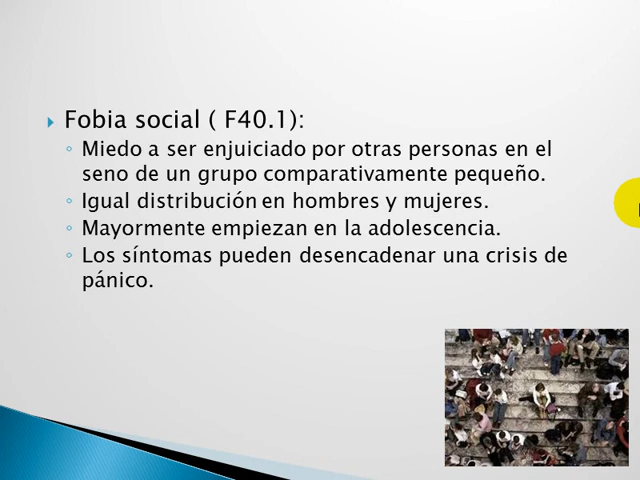 Fobia social ( F40.1):
Miedo a ser enjuiciado por otras personas en el
seno de un grupo comparativamente pequeño.
Igual distribución en hombres y mujeres.
Mayormente empiezan en la adolescencia.
Los síntomas pueden desencadenar una crisis de
pánico.